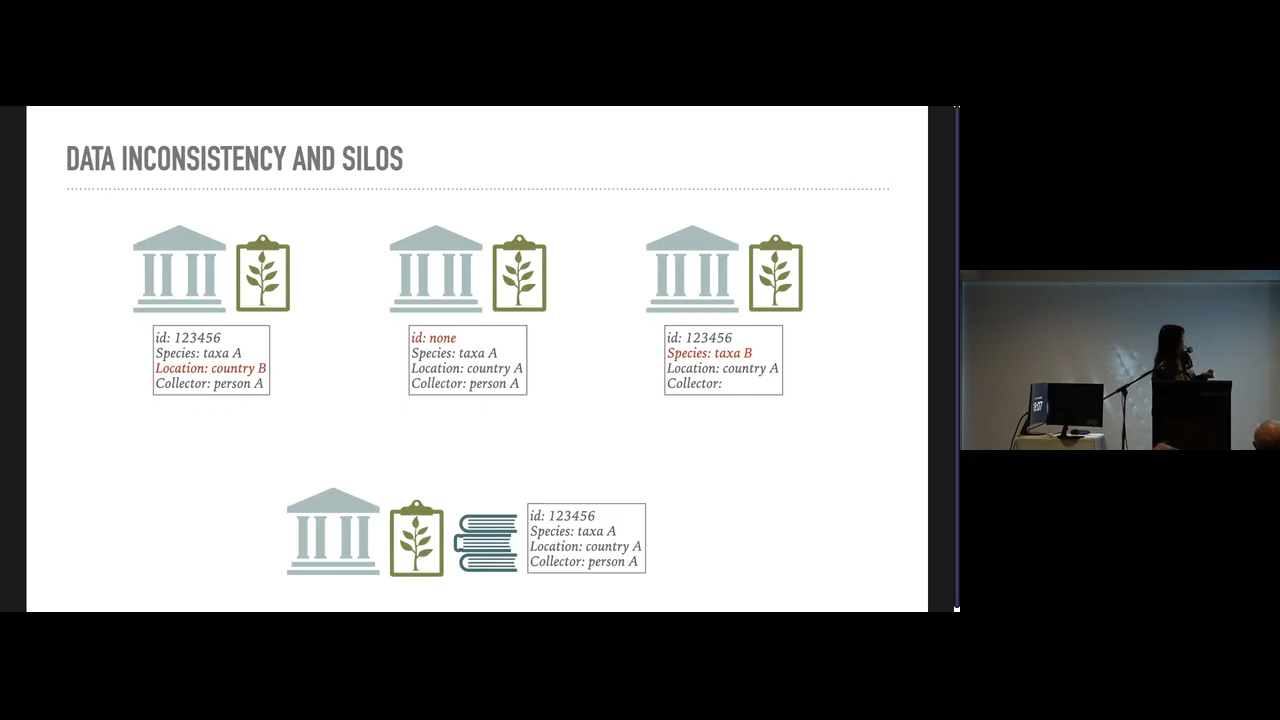 DATA INCONSISTENCY AND SILOS
id: 123456
Species: taxa A
Location: country B
Collector: person A
id: none
Species: taxa A
Location: country A
Collector: person A
id: 123456
Species: taxa B
Location: country A
Collector:
id: 123456
Species: taxa A
Location: country A
Collector: person A